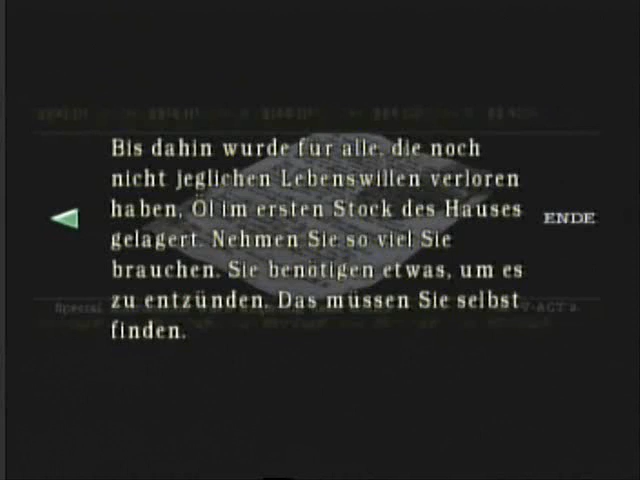 Bis dahin wurde für alle, die noch
nicht jeglichen Lebenswillen verloren
haben, Öl im ersten Stock des Hauses
ENDE
gelagert. Nehmen Sie so viel Sie
brauchen. Sie benötigen etwas, um es
zu entzünden. Das müssen Sie selbst
Special
V-ACT
finden.